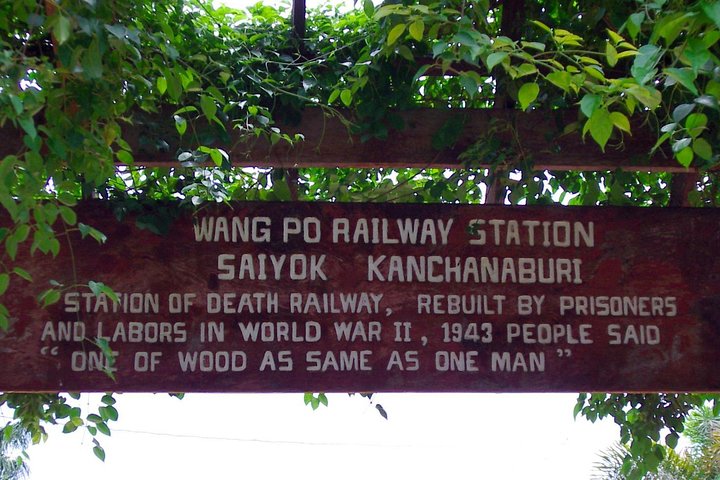 WANG PO RAILWAY STATION
SAIYOK KANCHANABURI
STATION OF DEATH RAILWAY, REBUILT BY PRISONERS
AND LABORS IN WORLD WAR II, 1943 PEOPLE SAID
“ONE OF WOOD AS SAME AS ONE MAN”